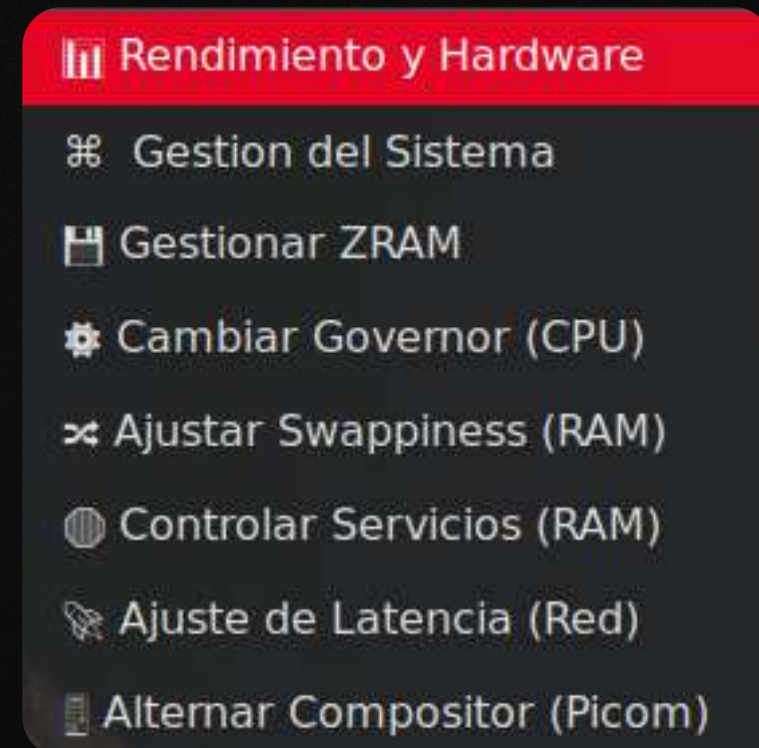 Rendimiento y Hardware
Gestion del Sistema
Gestionar ZRAM
Cambiar Governor (CPU)
Ajustar Swappiness (RAM)
Controlar Servicios (RAM)
Ajuste de Latencia (Red)
Alternar Compositor (Picom)